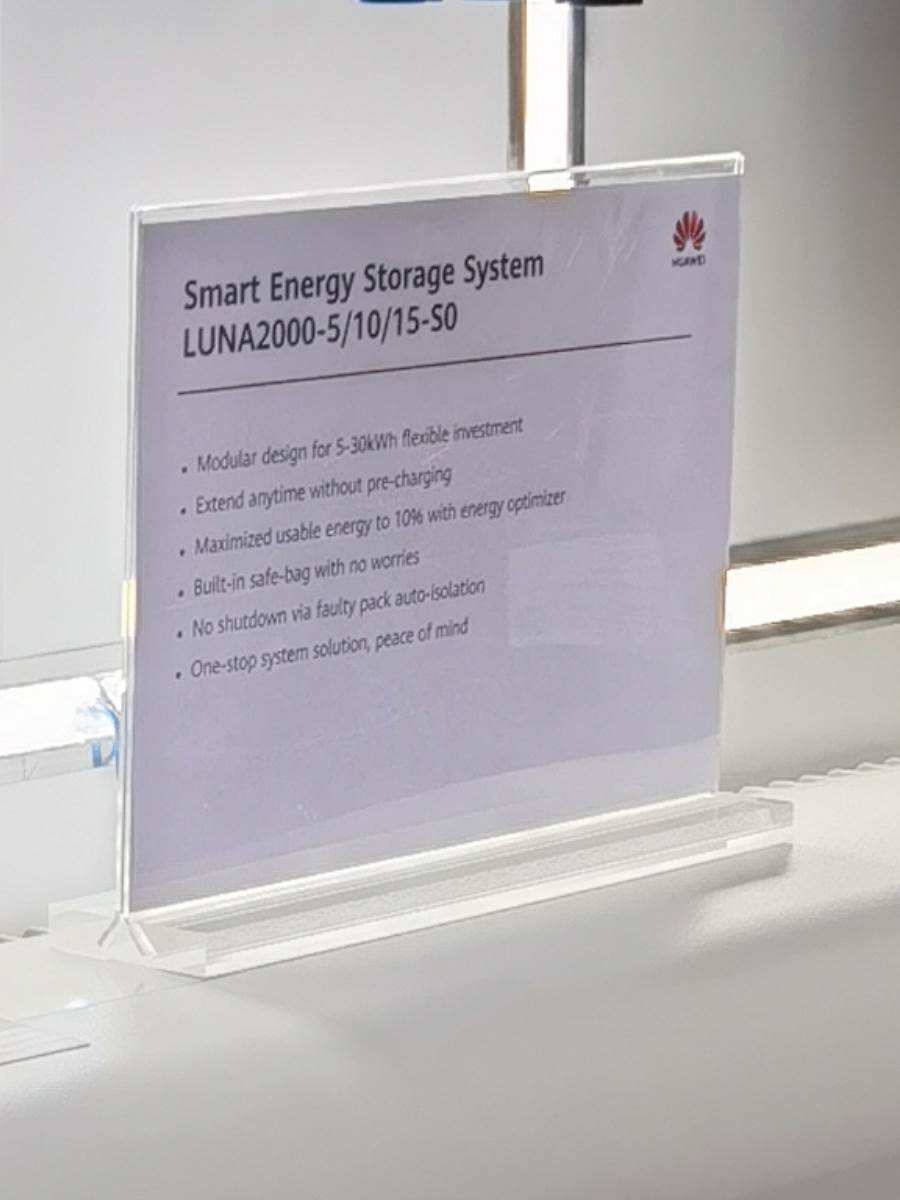 HUAWEI
Smart Energy Storage System
LUNA2000-5/10/15-S0
• Modular design for 5-30kWh flexible investment
• Extend anytime without pre-charging
• Maximized usable energy to 10% with energy optimizer
• Built-in safe-bag with no worries
• No shutdown via faulty pack auto-isolation
• One-stop system solution, peace of mind